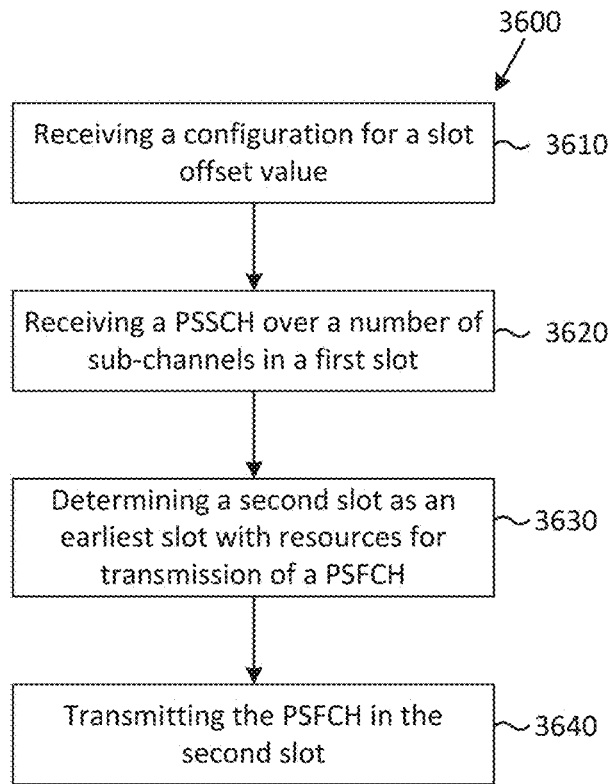 3600
Receiving a configuration for a slot
offset value
3610
Receiving a PSSCH over a number of
sub-channels in a first slot
3620
Determining a second slot as an
earliest slot with resources for
transmission of a PSFCH
3630
Transmitting the PSFCH in the
second slot
3640